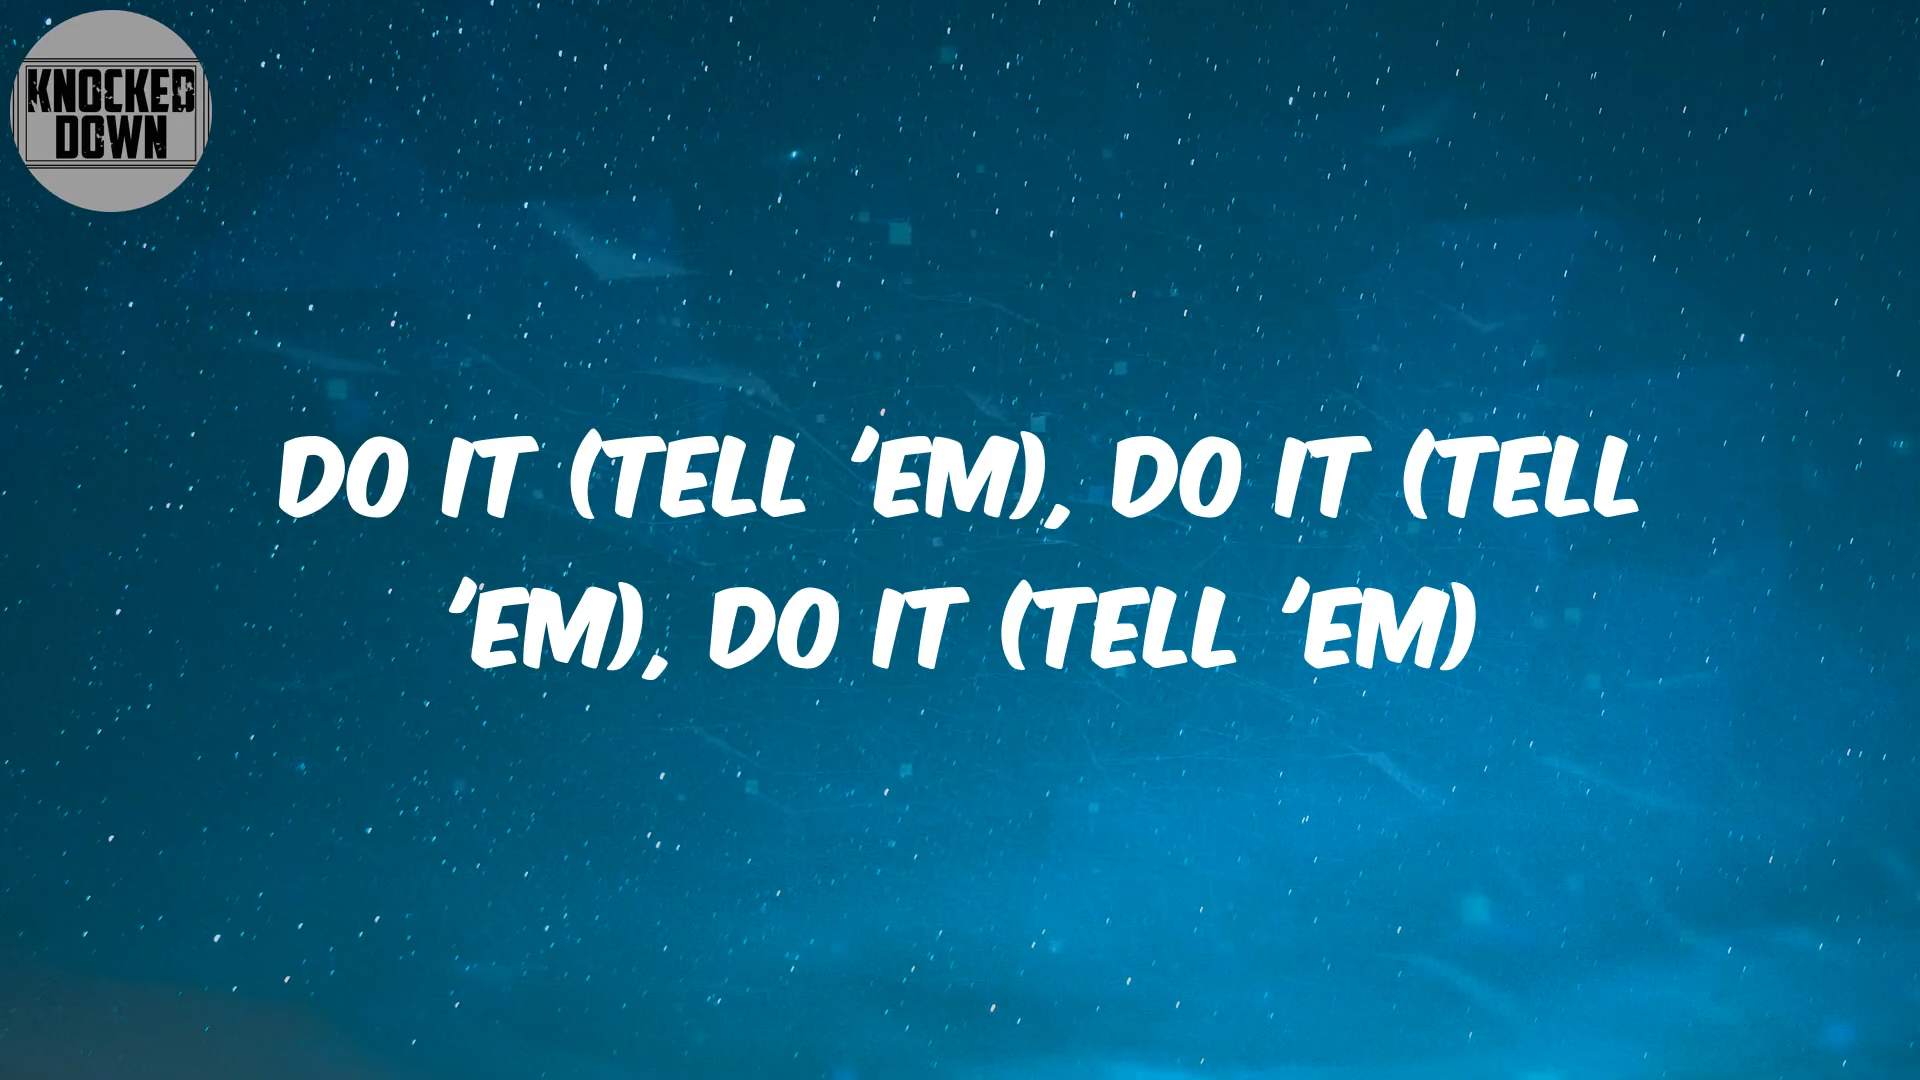 KNOCKED
DOWN
DO IT (TELL 'EM), DO IT (TELL
'EM), DO IT (TELL 'EM)